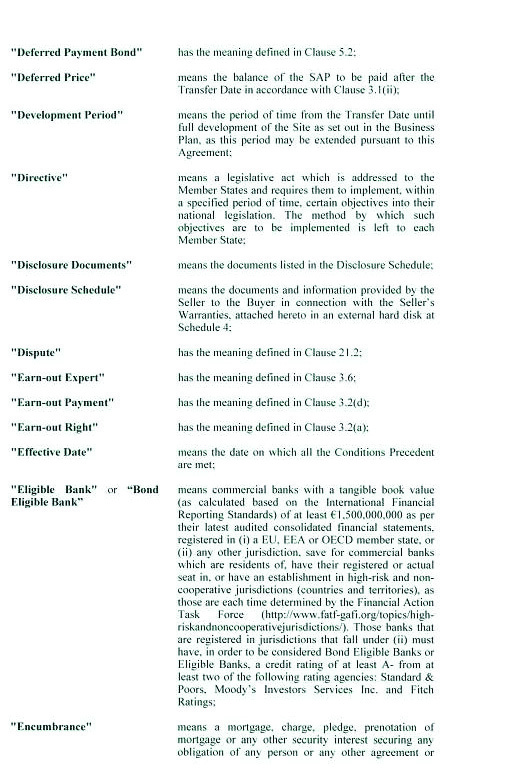 "Deferred Payment Bond" has the meaning defined in Clause 5.2;
"Deferred Price" means the balance of the SAP to be paid after the
Transfer Date in accordance with Clause 3.1(ii);
"Development Period" means the period of time from the Transfer Date until
full development of the Site as set out in the Business
Plan, as this period may be extended pursuant to this
Agreement;
"Directive" means a legislative act which is addressed to the
Member States and requires them to implement, within
a specified period of time, certain objectives into their
national legislation. The method by which such
objectives are to be implemented is left to each
Member State;
"Disclosure Documents" means the documents listed in the Disclosure Schedule;
"Disclosure Schedule" means the documents and information provided by the
Seller to the Buyer in connection with the Seller's
Warranties, attached hereto in an external hard disk at
Schedule 4;
"Dispute" has the meaning defined in Clause 21.2;
"Earn-out Expert" has the meaning defined in Clause 3.6;
"Earn-out Payment" has the meaning defined in Clause 3.2(d);
"Earn-out Right" has the meaning defined in Clause 3.2(a);
"Effective Date" means the date on which all the Conditions Precedent
are met;
"Eligible Bank" or “Bond means commercial banks with a tangible book value
Eligible Bank” (as calculated based on the International Financial
Reporting Standards) of at least €1,500,000,000 as per
their latest audited consolidated financial statements,
registered in (i) a EU, EEA or OECD member state, or
(ii) any other jurisdiction, save for commercial banks
which are residents of, have their registered or actual
seat in, or have an establishment in high-risk and non-
cooperative jurisdictions (countries and territories), as
those are each time determined by the Financial Action
Task Force (http://www.fatf-gafi.org/topics/high-
riskandnoncooperativejurisdictions/). Those banks that
are registered in jurisdictions that fall under (ii) must
have, in order to be considered Bond Eligible Banks or
Eligible Banks, a credit rating of at least A- from at
least two of the following rating agencies: Standard &
Poors, Moody's Investors Services Inc. and Fitch
Ratings;
"Encumbrance" means a mortgage, charge, pledge, prenotation of
mortgage or any other security interest securing any
obligation of any person or any other agreement or